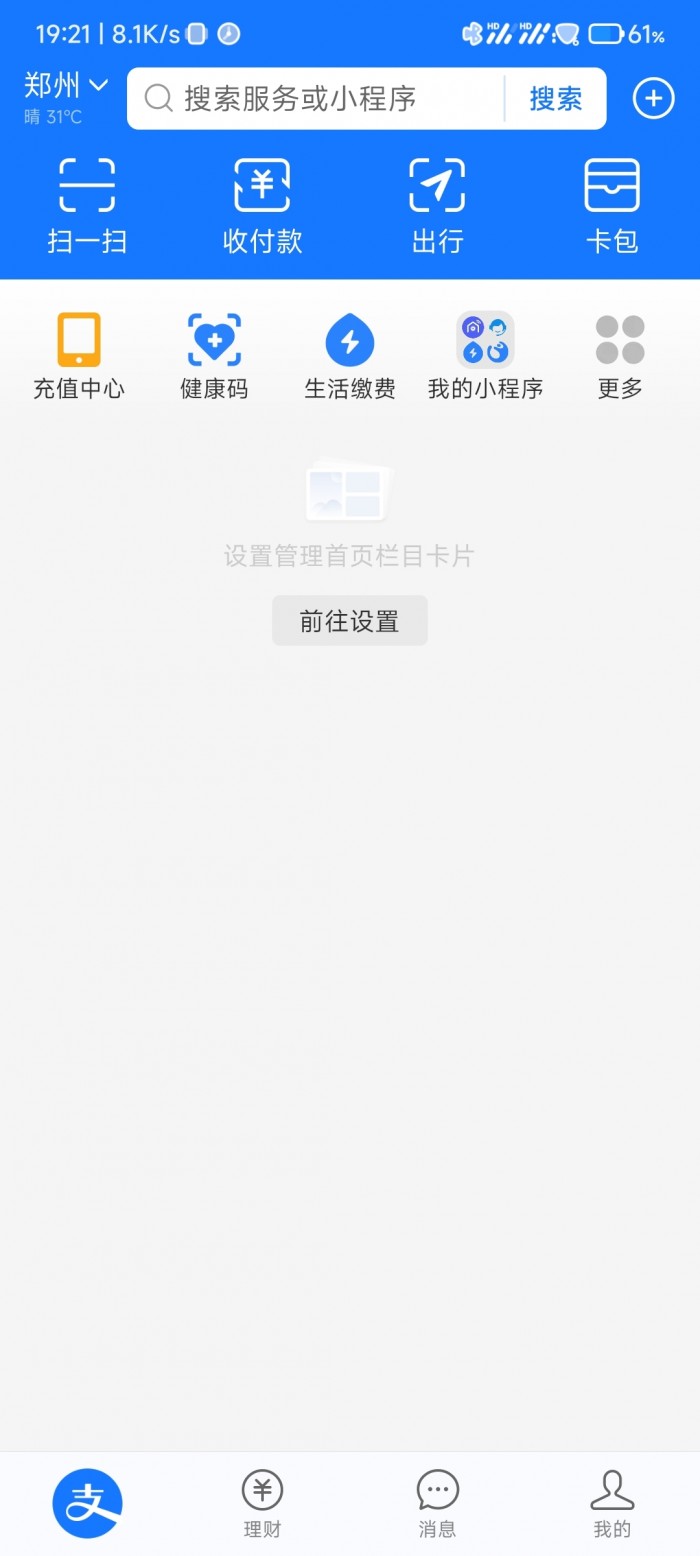 19:21 | 8.1K/s
HD HD 61%
郑州
晴 31°C
搜索服务或小程序
搜索
扫一扫 收付款 出行 卡包
充值中心 健康码 生活缴费 我的小程序 更多
设置管理首页栏目卡片
前往设置
支
理财 消息 我的